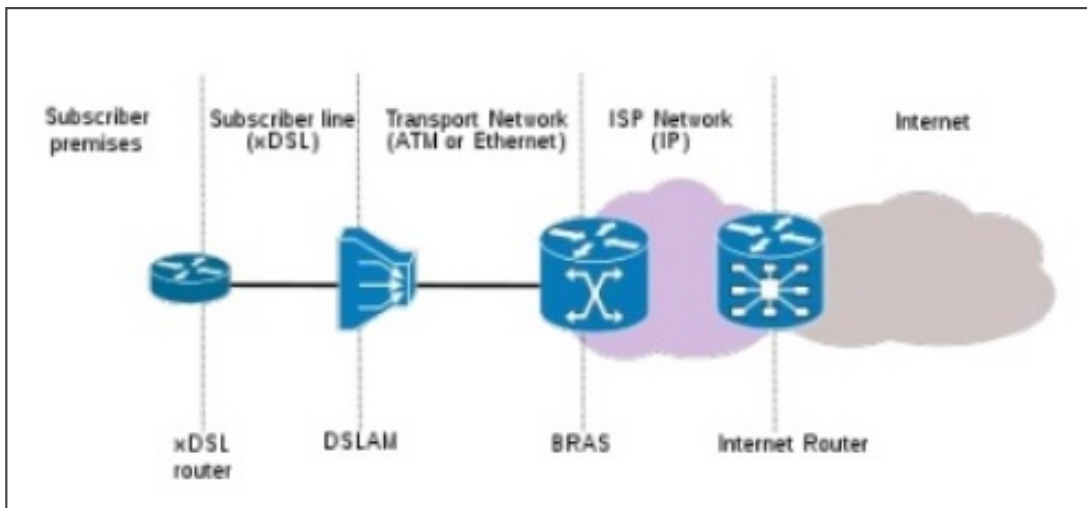 Subscriber
premises
Subscriber line
(xDSL)
Transport Network
(ATM or Ethernet)
ISP Network
(IP)
Internet
xDSL
router
DSLAM
BRAS
Internet Router